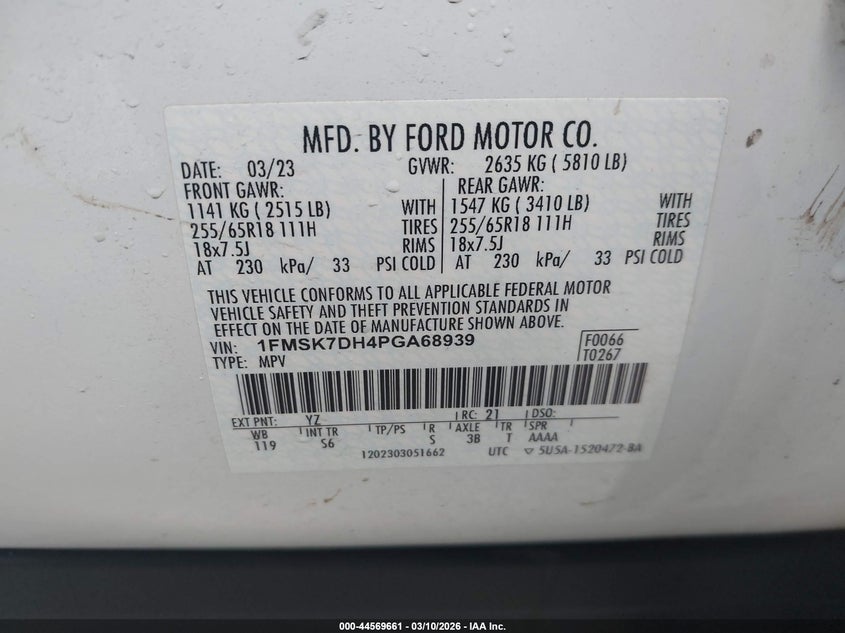 MFD. BY FORD MOTOR CO.
DATE: 03/23 GVWR: 2635 KG ( 5810 LB)
FRONT GAWR: REAR GAWR:
1141 KG ( 2515 LB) WITH 1547 KG ( 3410 LB) WITH
255/65R18 111H TIRES 255/65R18 111H TIRES
18x7.5J RIMS 18x7.5J RIMS
AT 230 kPa/ 33 PSI COLD AT 230 kPa/ 33 PSI COLD
THIS VEHICLE CONFORMS TO ALL APPLICABLE FEDERAL MOTOR
VEHICLE SAFETY AND THEFT PREVENTION STANDARDS IN
EFFECT ON THE DATE OF MANUFACTURE SHOWN ABOVE.
VIN: 1FMSK7DH4PGA68939 F0066
TYPE: MPV T0267
EXT PNT: YZ RC: 21 DSO:
WB INT TR TP/PS R AXLE TR SPR
119 S6 S 3B T AAAA
1202303051662 UTC ▽ 5U5A-1520472-BA
000-44569661 | 03/10/2026 - IAA Inc.